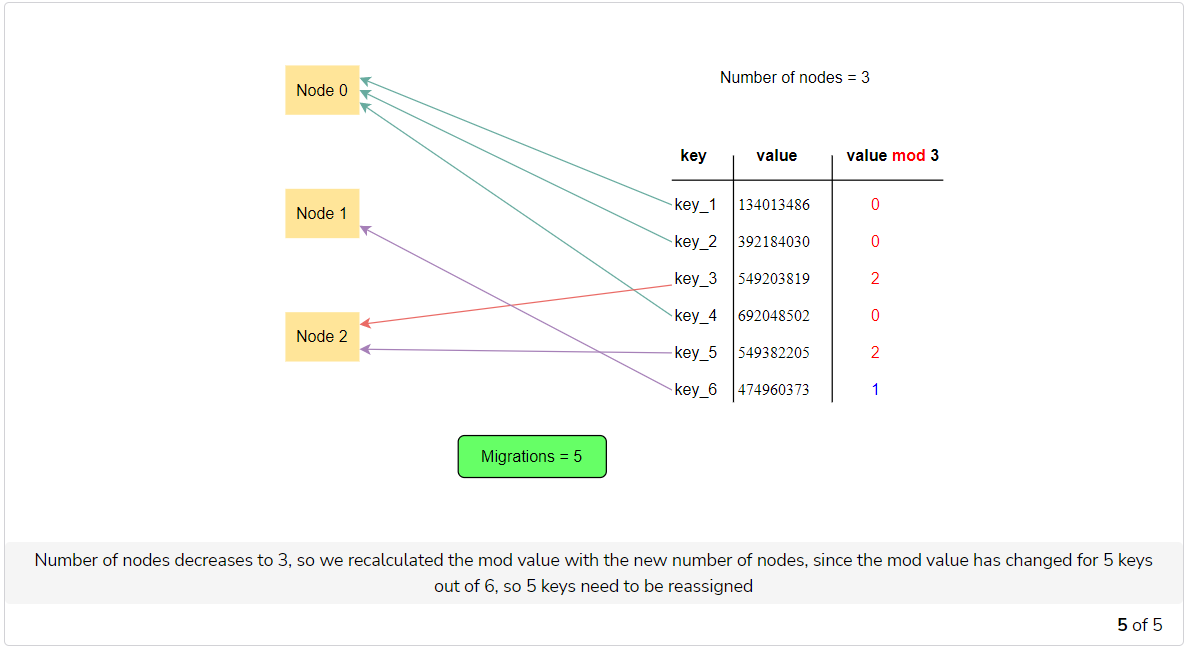 Number of nodes = 3
Node 0
Node 1
Node 2
key value value mod 3
key_1 134013486 0
key_2 392184030 0
key_3 549203819 2
key_4 692048502 0
key_5 549382205 2
key_6 474960373 1
Migrations = 5
Number of nodes decreases to 3, so we recalculated the mod value with the new number of nodes, since the mod value has changed for 5 keys
out of 6, so 5 keys need to be reassigned
5 of 5